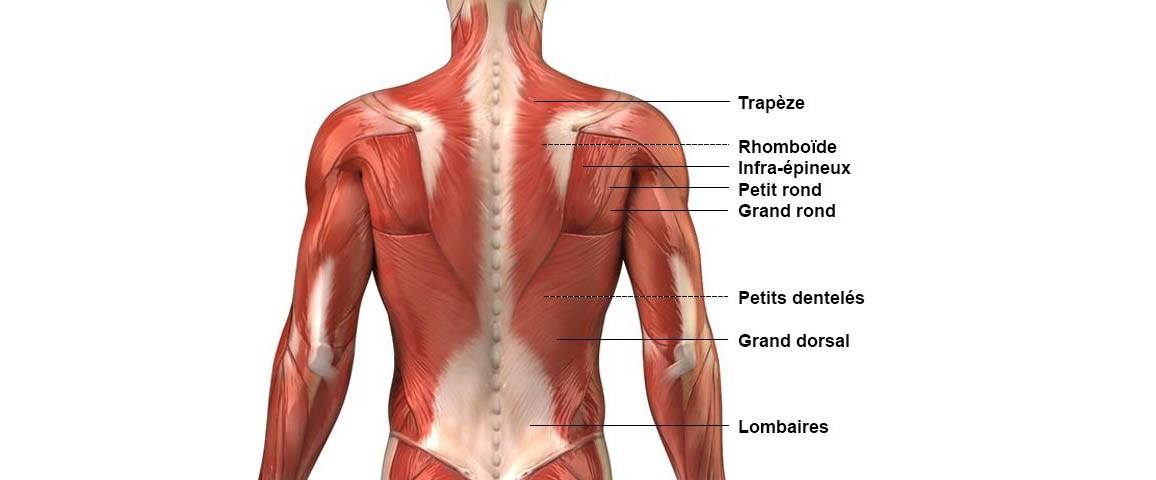 Trapèze
Rhomboïde
Infra-épineux
Petit rond
Grand rond
Petits dentelés
Grand dorsal
Lombaires